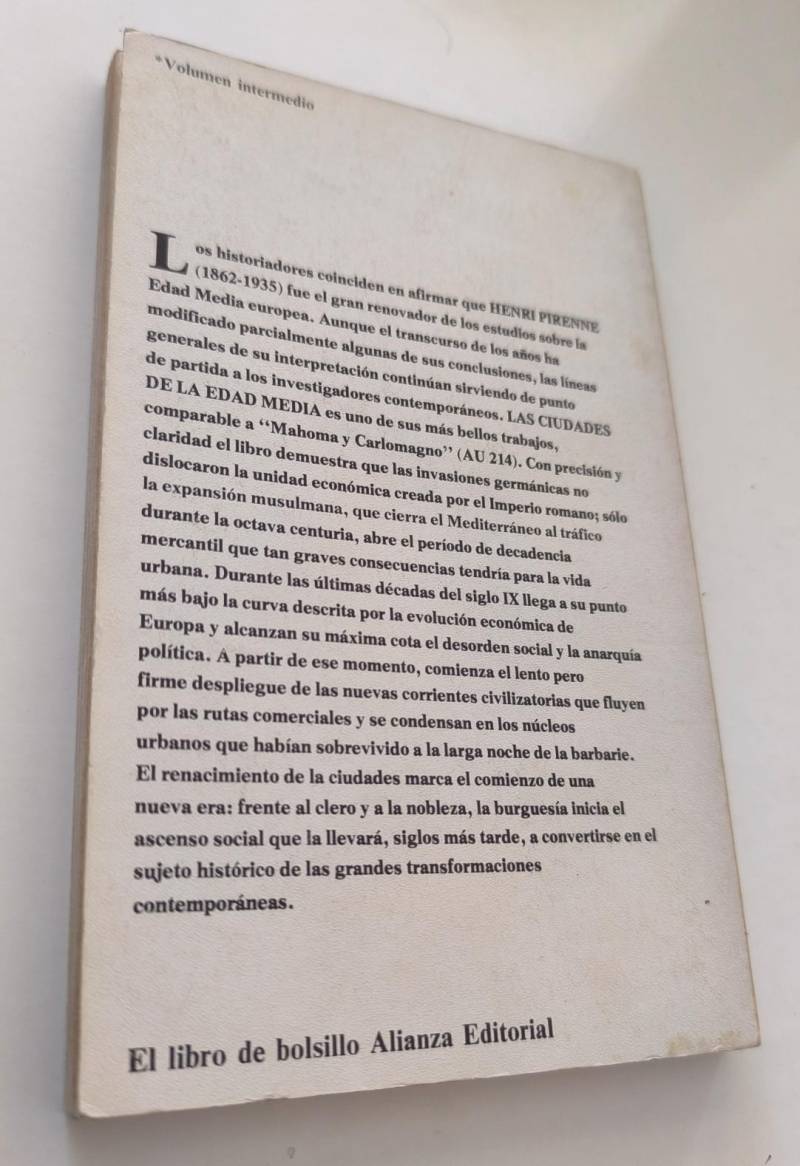 *Volumen intermedio
Los historiadores coinciden en afirmar que HENRI PIRENNE
(1862-1935) fue el gran renovador de los estudios sobre la
Edad Media europea. Aunque el transcurso de los años ha
modificado parcialmente algunas de sus conclusiones, las líneas
generales de su interpretación continúan sirviendo de punto
de partida a los investigadores contemporáneos. LAS CIUDADES
DE LA EDAD MEDIA es uno de sus más bellos trabajos,
comparable a “Mahoma y Carlomagno” (AU 214). Con precisión y
claridad el libro demuestra que las invasiones germánicas no
dislocaron la unidad económica creada por el Imperio romano; sólo
la expansión musulmana, que cierra el Mediterráneo al tráfico
durante la octava centuria, abre el período de decadencia
mercantil que tan graves consecuencias tendría para la vida
urbana. Durante las últimas décadas del siglo IX llega a su punto
más bajo la curva descrita por la evolución económica de
Europa y alcanzan su máxima cota el desorden social y la anarquía
política. A partir de ese momento, comienza el lento pero
firme despliegue de las nuevas corrientes civilizatorias que fluyen
por las rutas comerciales y se condensan en los núcleos
urbanos que habían sobrevivido a la larga noche de la barbarie.
El renacimiento de la ciudades marca el comienzo de una
nueva era: frente al clero y a la nobleza, la burguesía inicia el
ascenso social que la llevará, siglos más tarde, a convertirse en el
sujeto histórico de las grandes transformaciones
contemporáneas.
El libro de bolsillo Alianza Editorial